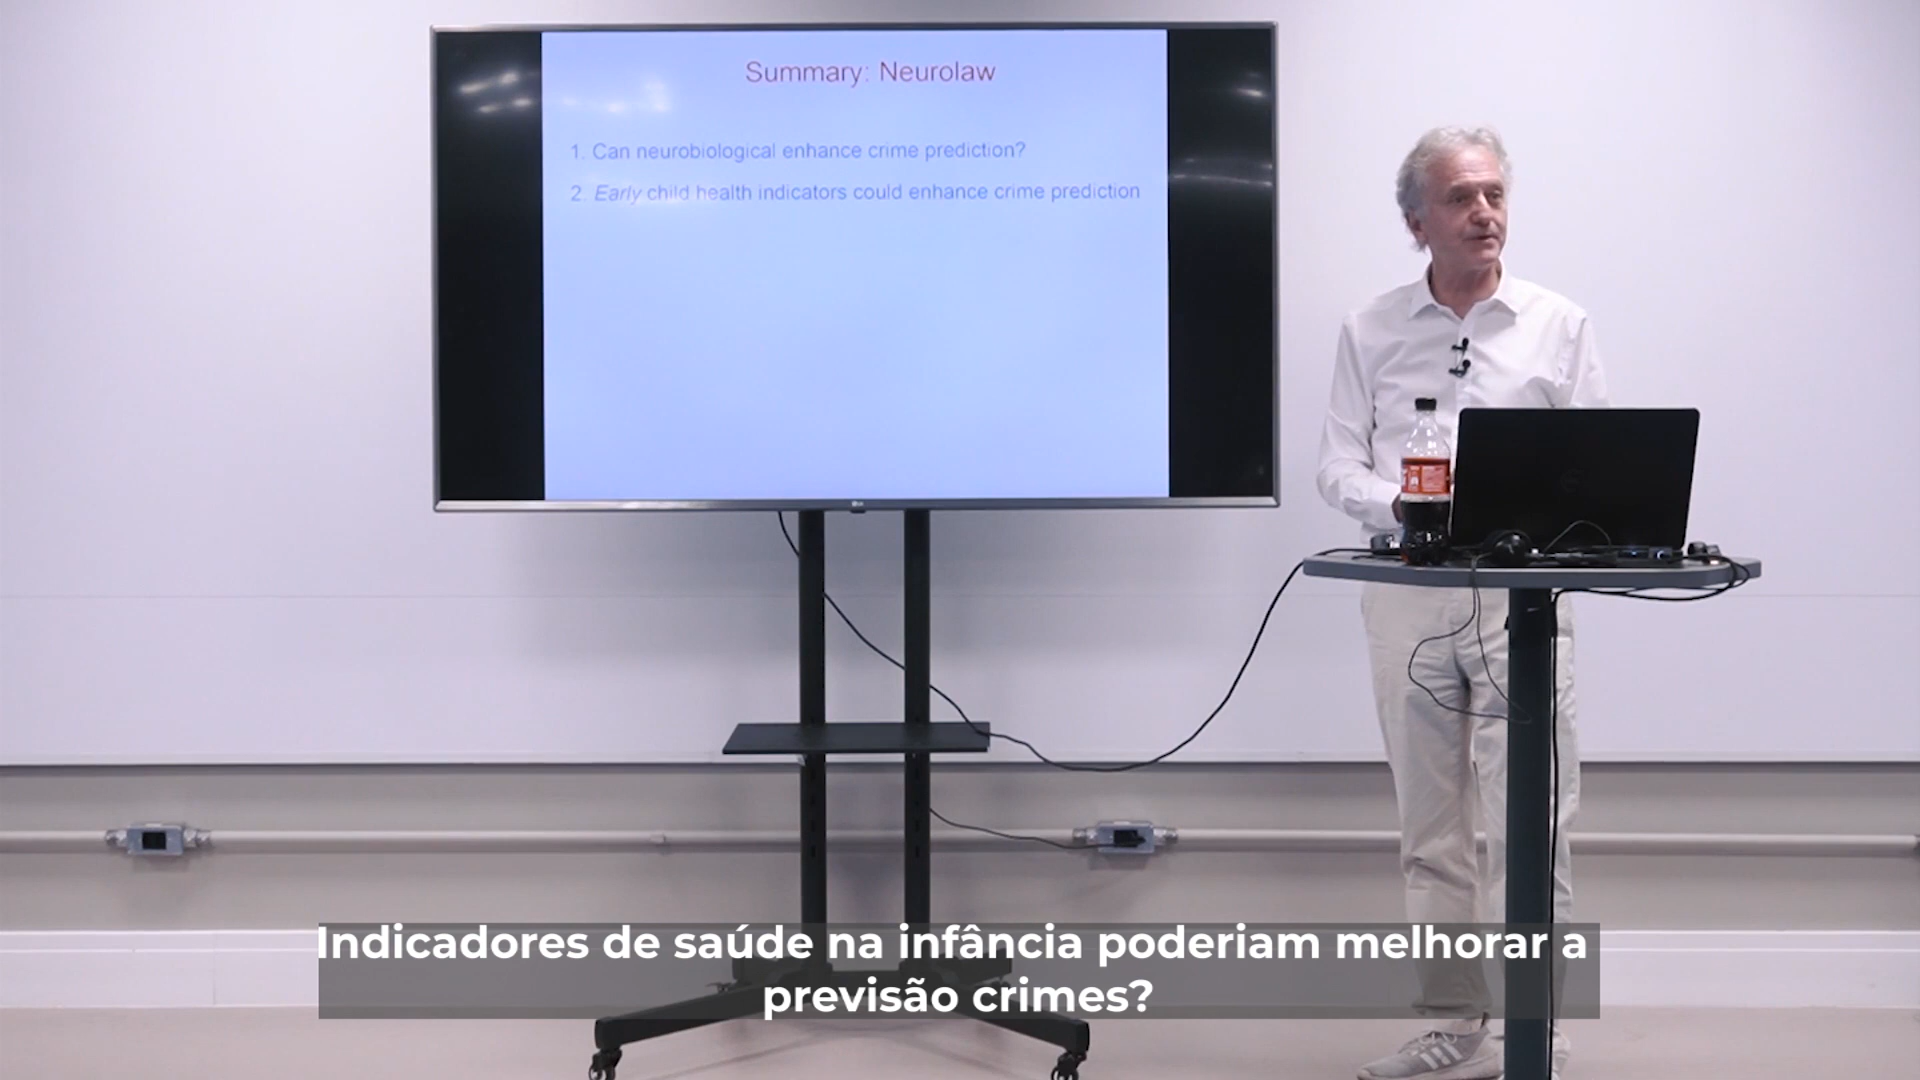 Summary: Neurolaw
1. Can neurobiological enhance crime prediction?
2. Early child health indicators could enhance crime prediction
LG
Indicadores de saúde na infância poderiam melhorar a
previsão crimes?